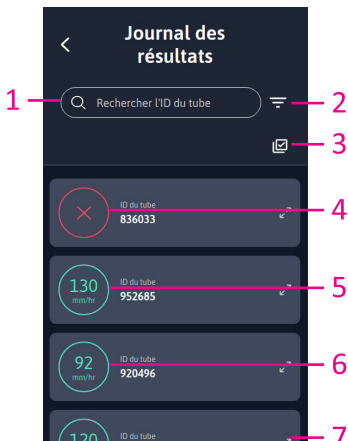 Journal des
résultats
1
Rechercher l'ID du tube
2
3
ID du tube
836033
4
130
mm/hr
ID du tube
952685
5
92
mm/hr
ID du tube
920496
6
120
ID du tube
7